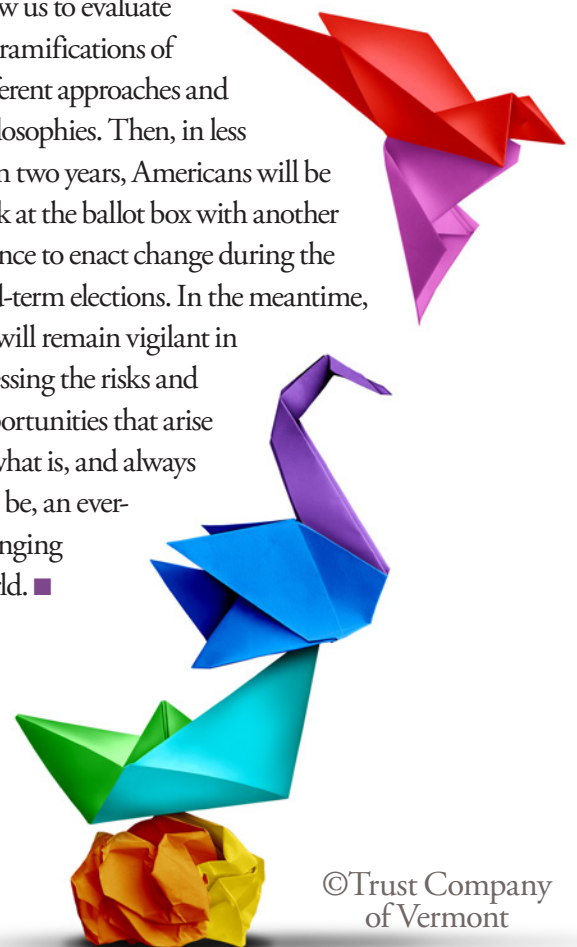 w us to evaluate
ramifications of
ferent approaches and
losophies. Then, in less
n two years, Americans will be
k at the ballot box with another
nce to enact change during the
d-term elections. In the meantime,
will remain vigilant in
essing the risks and
portunities that arise
what is, and always
be, an ever-
nging
ld. ■
©Trust Company
of Vermont